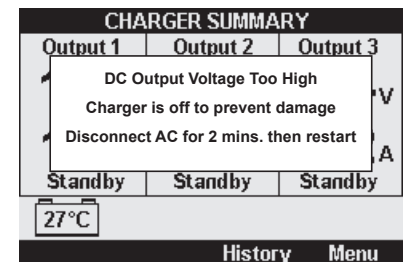 CHARGER SUMMARY
Output 1 Output 2 Output 3
DC Output Voltage Too High
V
Charger is off to prevent damage
Disconnect AC for 2 mins. then restart
A
Standby Standby Standby
27°C
History Menu